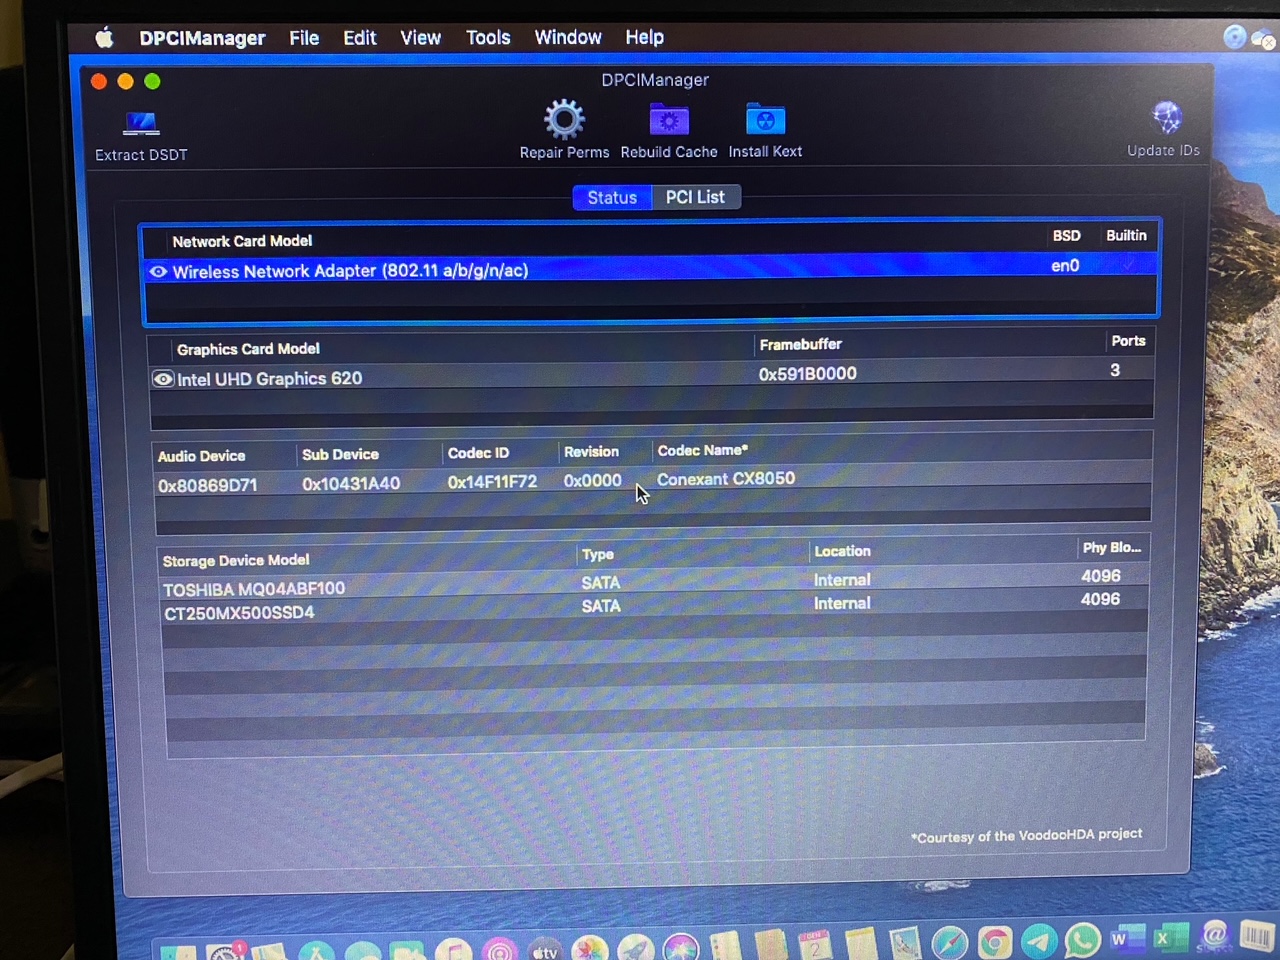 DPCIManager File Edit View Tools Window Help
DPCIManager
Extract DSDT
Repair Perms Rebuild Cache Install Kext
Update IDs
Status PCI List
Network Card Model BSD Builtin
Wireless Network Adapter (802.11 a/b/g/n/ac) en0
Graphics Card Model Framebuffer Ports
Intel UHD Graphics 620 0x591B0000 3
Audio Device Sub Device Codec ID Revision Codec Name*
0x80869D71 0x10431A40 0x14F11F72 0x0000 Conexant CX8050
Storage Device Model Type Location Phy Blo...
TOSHIBA MQ04ABF100 SATA Internal 4096
CT250MX500SSD4 SATA Internal 4096
*Courtesy of the VoodooHDA project
1
tv
2
W
X
@